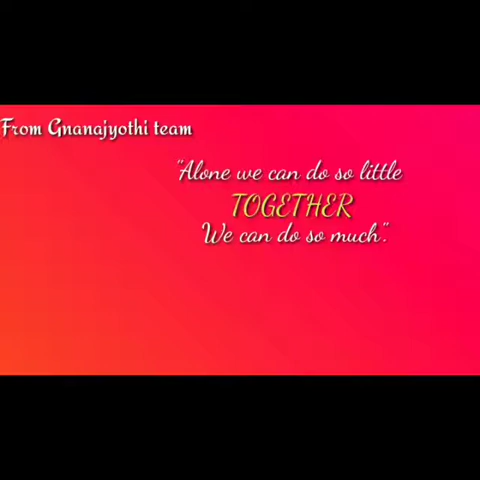 From Gnanajyothi team
"Alone we can do so little
TOGETHER
We can do so much".